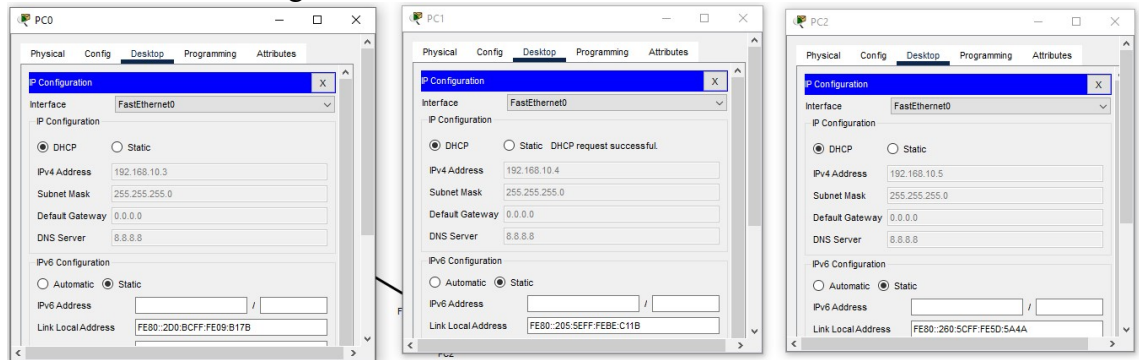 PC0
Physical Config Desktop Programming Attributes
IP Configuration X
Interface FastEthernet0
IP Configuration
DHCP Static
IPv4 Address 192.168.10.3
Subnet Mask 255.255.255.0
Default Gateway 0.0.0.0
DNS Server 8.8.8.8
IPv6 Configuration
Automatic Static
IPv6 Address /
Link Local Address FE80::2D0:BCFF:FE09:B17B
PC1
Physical Config Desktop Programming Attributes
IP Configuration X
Interface FastEthernet0
IP Configuration
DHCP Static DHCP request successful.
IPv4 Address 192.168.10.4
Subnet Mask 255.255.255.0
Default Gateway 0.0.0.0
DNS Server 8.8.8.8
IPv6 Configuration
Automatic Static
IPv6 Address /
Link Local Address FE80::205:5EFF:FEBE:C11B
PC2
Physical Config Desktop Programming Attributes
IP Configuration X
Interface FastEthernet0
IP Configuration
DHCP Static
IPv4 Address 192.168.10.5
Subnet Mask 255.255.255.0
Default Gateway 0.0.0.0
DNS Server 8.8.8.8
IPv6 Configuration
Automatic Static
IPv6 Address /
Link Local Address FE80::260:5CFF:FE5D:5A4A